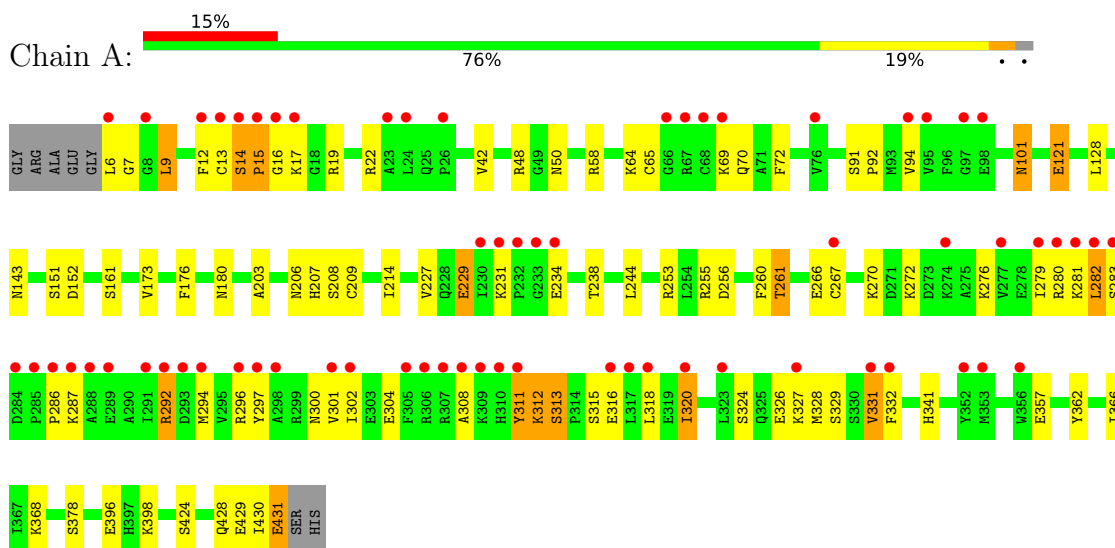 15%
Chain A:
76% 19% • •
GLY ARG ALA GLU GLY L6 G7 G8 L9 F12 C13 S14 P15 G16 K17 G18 R19 R22 A23 L24 Q25 P26 V42 R48 G49 N50 R58 K64 C65 G66 R67 C68 K69 Q70 A71 F72 V76 S91 P92 M93 V94 V95 F96 G97 E98 N101 E121 L128
N143 S151 D152 S161 V173 F176 N180 A203 N206 H207 S208 C209 I214 V227 Q228 E229 I230 K231 P232 G233 E234 T238 L244 R253 L254 R255 D256 F260 T261 E266 C267 K270 D271 K272 D273 K274 A275 K276 V277 E278 I279 R280 K281 L282 S283
D284 P285 P286 K287 A288 E289 A290 I291 R292 D293 M294 V295 R296 Y297 A298 R299 N300 V301 I302 E303 E304 F305 R306 R307 A308 K309 H310 Y311 K312 S313 P314 S315 E316 L317 L318 E319 I320 L323 S324 Q325 E326 K327 M328 S329 S330 V331 F332 H341 Y352 M353 W356 E357 Y362 I366
I367 K368 S378 E396 H397 K398 S424 Q428 E429 I430 E431 SER HIS